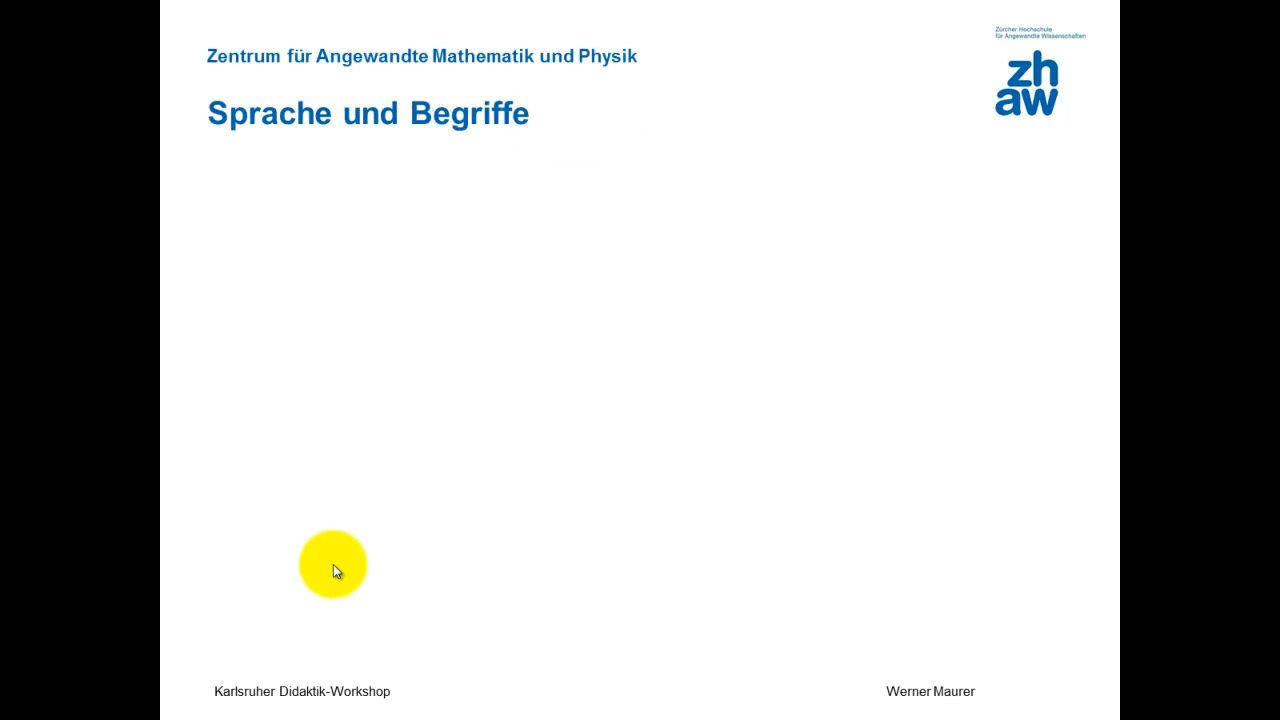 Zürcher Hochschule
für Angewandte Wissenschaften
Zentrum für Angewandte Mathematik und Physik
zh
aw
Sprache und Begriffe
Karlsruher Didaktik-Workshop
Werner Maurer